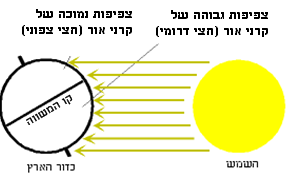 צפיפות גבוהה של
קרני אור (חצי דרומי)
צפיפות נמוכה של
קרני אור (חצי צפוני)
קו המשווה
השמש
כדור הארץ